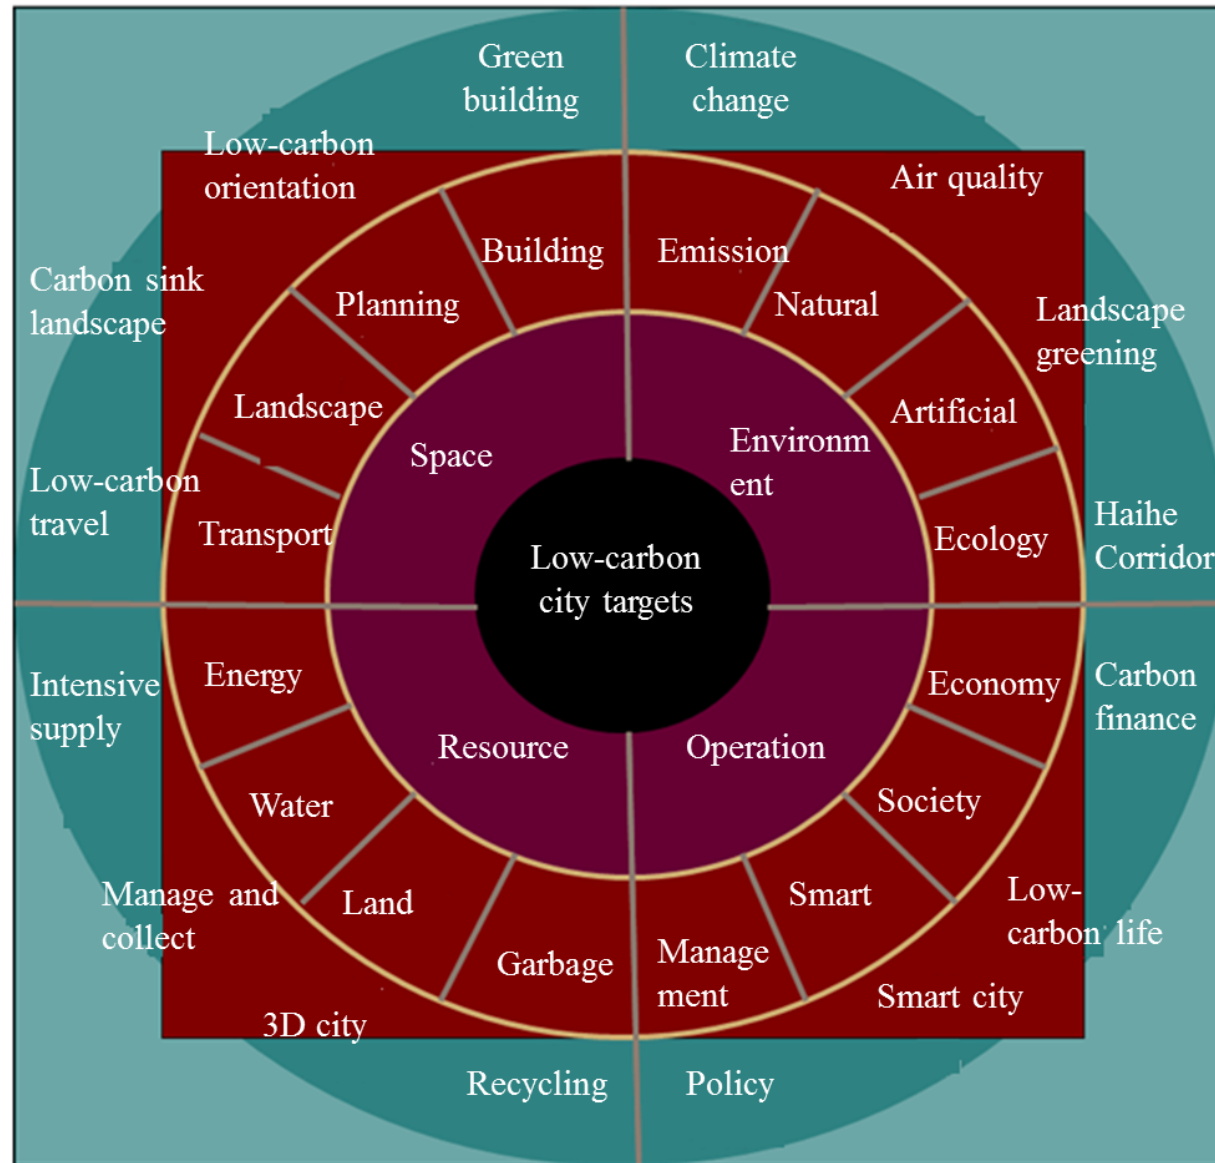 Green
building
Climate
change
Low-carbon
orientation
Air quality
Building
Emission
Carbon sink
landscape
Planning
Natural
Landscape
greening
Landscape
Artificial
Space
Environm
ent
Low-carbon
travel
Transport
Ecology
Haihe
Corridor
Low-carbon
city targets
Intensive
supply
Energy
Economy
Carbon
finance
Resource
Operation
Water
Society
Manage and
collect
Land
Smart
Low-
carbon life
Garbage
Manage
ment
Smart city
3D city
Recycling
Policy